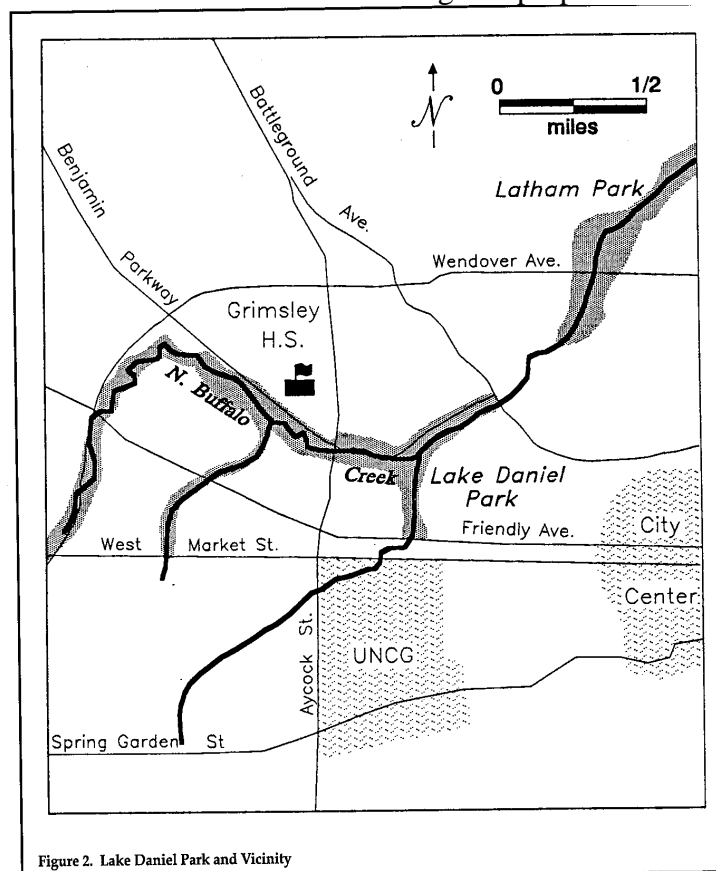 0 1/2
miles
N
Battleground
Ave.
Benjamin
Parkway
Latham Park
Wendover Ave.
Grimsley
H.S.
N. Buffalo
Creek
Lake Daniel
Park
Friendly Ave.
City
Center
West Market St.
UNCG
Aycock St.
Spring Garden St
Figure 2. Lake Daniel Park and Vicinity